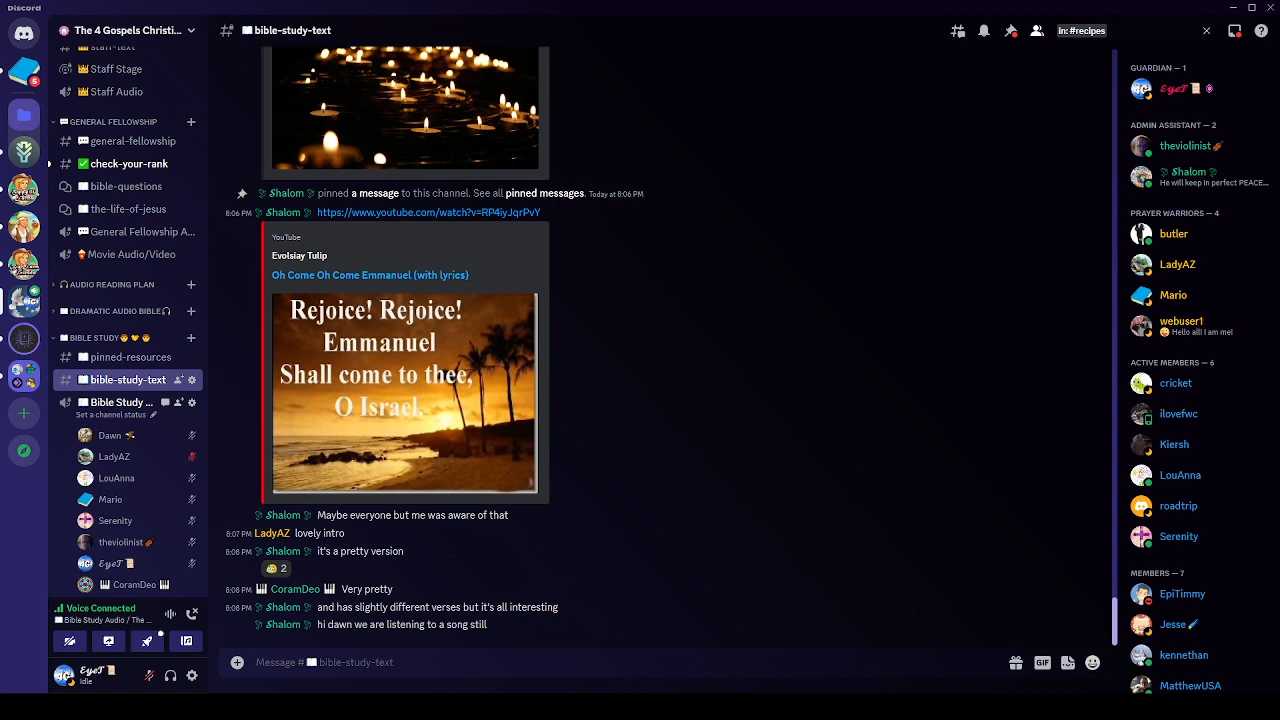 Discord
The 4 Gospels Christi...
bible-study-text
In: #recipes
staff-text
Staff Stage
Staff Audio
GENERAL FELLOWSHIP
general-fellowship
check-your-rank
bible-questions
the-life-of-jesus
General Fellowship A...
Movie Audio/Video
AUDIO READING PLAN
DRAMATIC AUDIO BIBLE
BIBLE STUDY
pinned-resources
bible-study-text
Bible Study ...
Set a channel status
Dawn
LadyAZ
LouAnna
Mario
Serenity
theviolinist
EyeT
CoramDeo
Voice Connected
Bible Study Audio / The ...
EyeT
Idle
5
Shalom pinned a message to this channel. See all pinned messages. Today at 8:06 PM
8:06 PM Shalom https://www.youtube.com/watch?v=RP4iyJqrPvY
YouTube
Evolsiay Tulip
Oh Come Oh Come Emmanuel (with lyrics)
Rejoice! Rejoice!
Emmanuel
Shall come to thee,
O Israel.
Shalom Maybe everyone but me was aware of that
8:07 PM LadyAZ lovely intro
8:08 PM Shalom it's a pretty version
2
8:08 PM CoramDeo Very pretty
8:08 PM Shalom and has slightly different verses but it's all interesting
Shalom hi dawn we are listening to a song still
Message # bible-study-text
GIF
GUARDIAN — 1
EyeT
ADMIN ASSISTANT — 2
theviolinist
Shalom
He will keep in perfect PEACE...
PRAYER WARRIORS — 4
butler
LadyAZ
Mario
webuser1
Hello all! I am me!
ACTIVE MEMBERS — 6
cricket
ilovefwc
Kiersh
LouAnna
roadtrip
Serenity
MEMBERS — 7
EpiTimmy
Jesse
kennethan
MatthewUSA